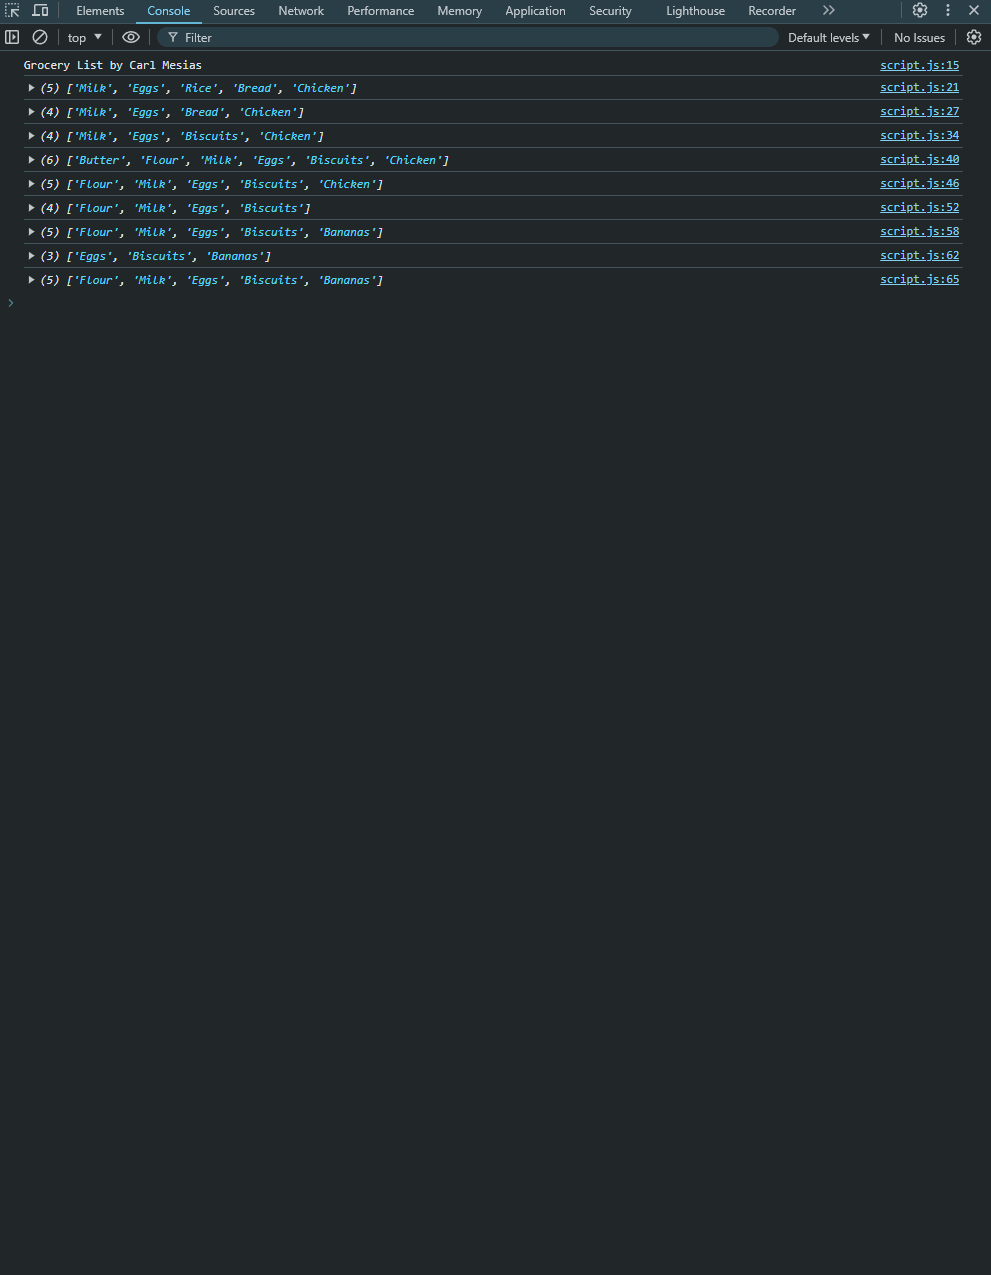 Elements Console Sources Network Performance Memory Application Security Lighthouse Recorder
top Filter Default levels No Issues
Grocery List by Carl Mesias script.js:15
(5) ['Milk', 'Eggs', 'Rice', 'Bread', 'Chicken'] script.js:21
(4) ['Milk', 'Eggs', 'Bread', 'Chicken'] script.js:27
(4) ['Milk', 'Eggs', 'Biscuits', 'Chicken'] script.js:34
(6) ['Butter', 'Flour', 'Milk', 'Eggs', 'Biscuits', 'Chicken'] script.js:40
(5) ['Flour', 'Milk', 'Eggs', 'Biscuits', 'Chicken'] script.js:46
(4) ['Flour', 'Milk', 'Eggs', 'Biscuits'] script.js:52
(5) ['Flour', 'Milk', 'Eggs', 'Biscuits', 'Bananas'] script.js:58
(3) ['Eggs', 'Biscuits', 'Bananas'] script.js:62
(5) ['Flour', 'Milk', 'Eggs', 'Biscuits', 'Bananas'] script.js:65